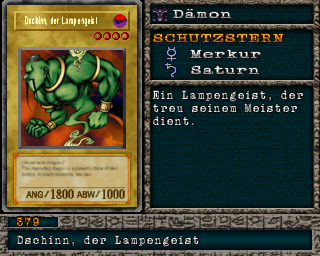 Dschinn, der Lampengeist
ANG/1800 ABW/1000
Dämon
SCHUTZSTERN
Merkur
Saturn
Ein Lampengeist, der
treu seinem Meister
dient.
379
Dschinn, der Lampengeist